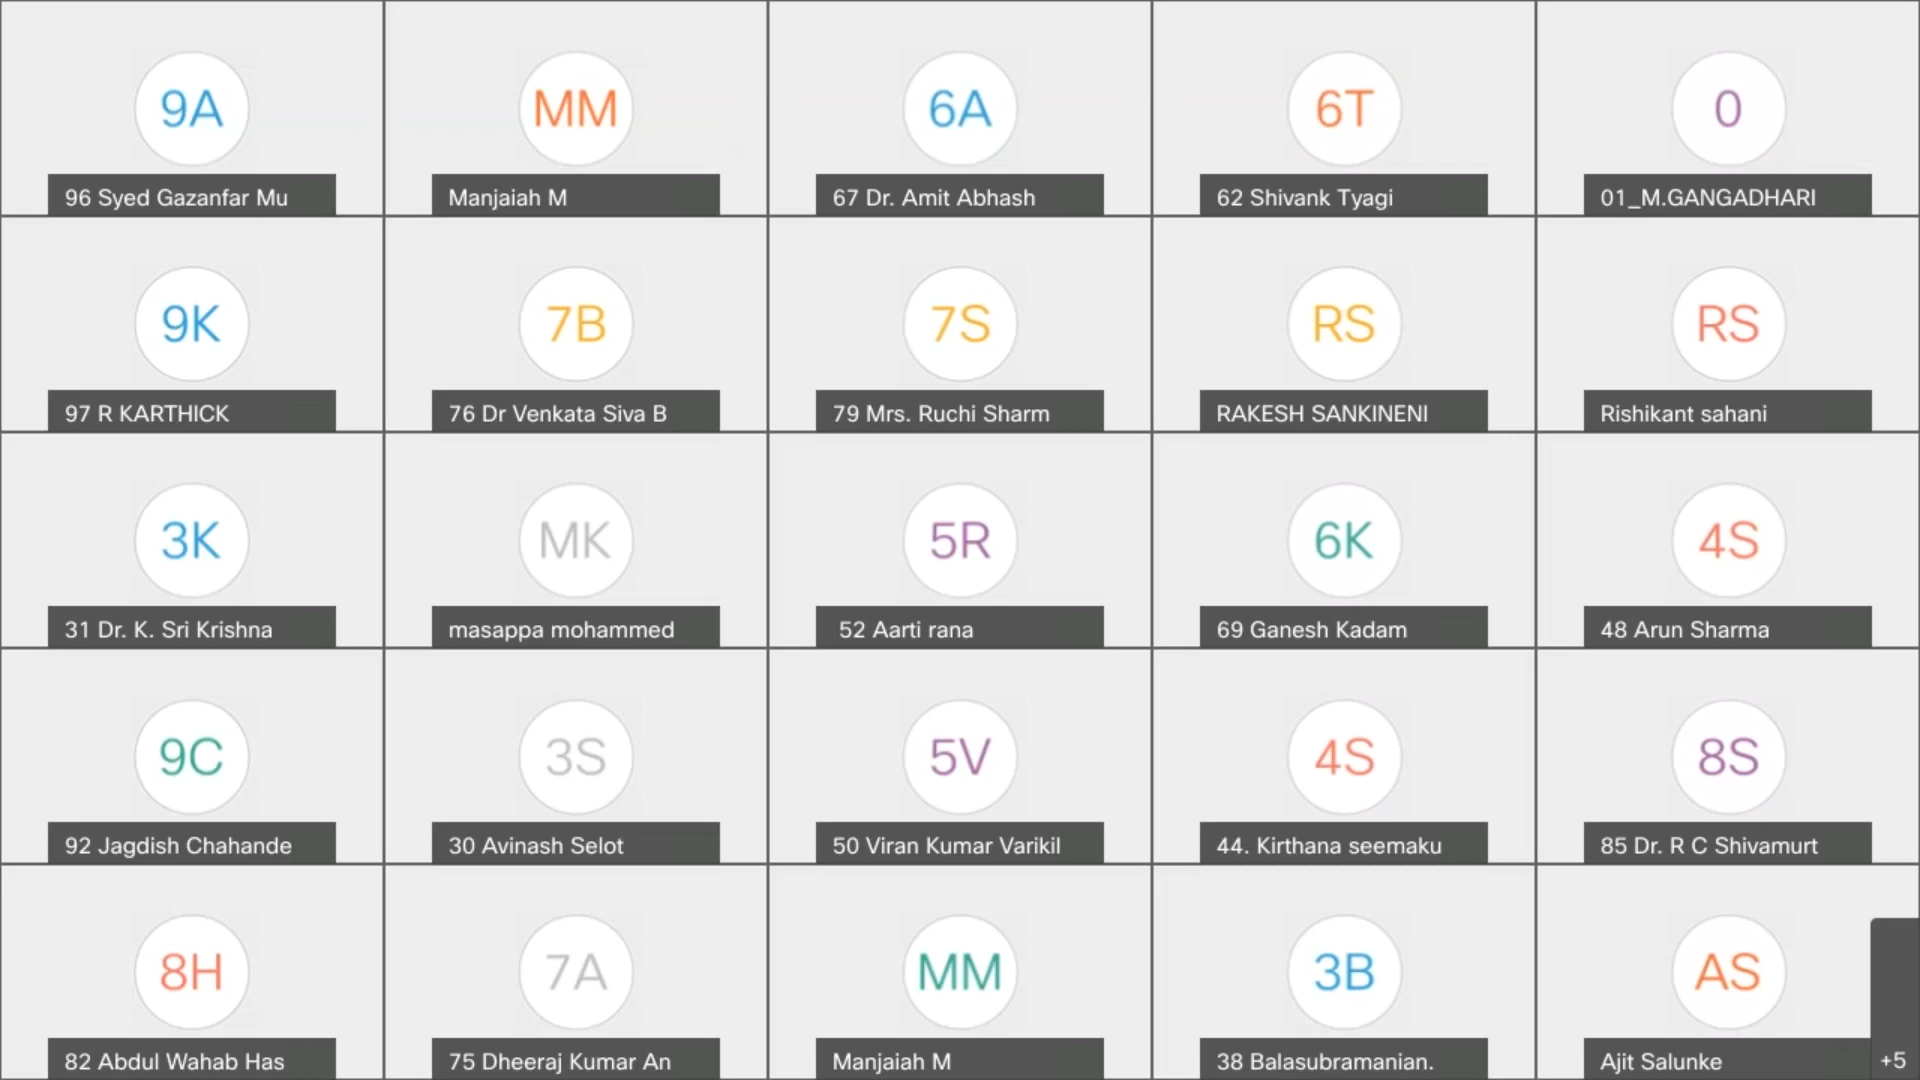 9A
MM
6A
6T
0
96 Syed Gazanfar Mu
Manjaiah M
67 Dr. Amit Abhash
62 Shivank Tyagi
01_M.GANGADHARI
9K
7B
7S
RS
RS
97 R KARTHICK
76 Dr Venkata Siva B
79 Mrs. Ruchi Sharm
RAKESH SANKINENI
Rishikant sahani
3K
MK
5R
6K
4S
31 Dr. K. Sri Krishna
masappa mohammed
52 Aarti rana
69 Ganesh Kadam
48 Arun Sharma
9C
3S
5V
4S
8S
92 Jagdish Chahande
30 Avinash Selot
50 Viran Kumar Varikil
44. Kirthana seemaku
85 Dr. R C Shivamurt
8H
7A
MM
3B
AS
82 Abdul Wahab Has
75 Dheeraj Kumar An
Manjaiah M
38 Balasubramanian.
Ajit Salunke
+5